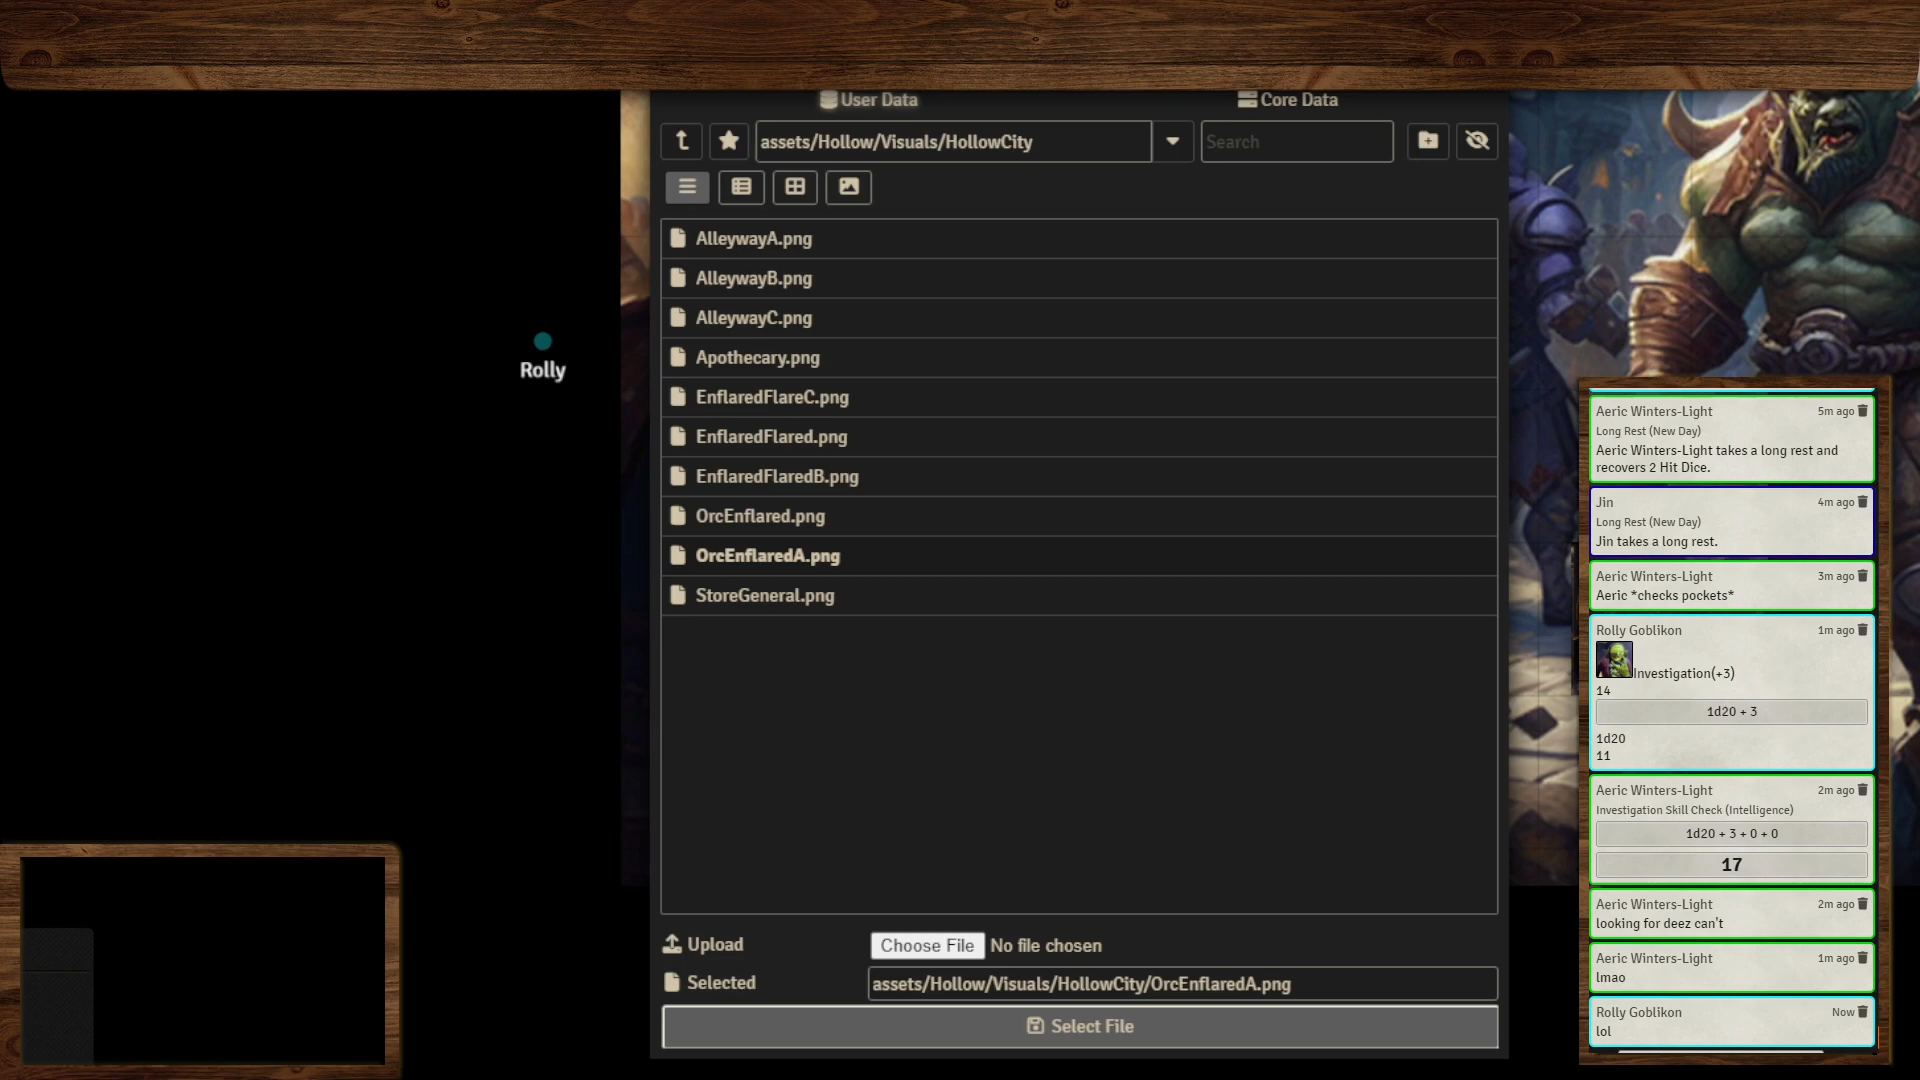 User Data
Core Data
assets/Hollow/Visuals/HollowCity
Search
AlleywayA.png
AlleywayB.png
AlleywayC.png
Apothecary.png
EnflaredFlareC.png
EnflaredFlared.png
EnflaredFlaredB.png
OrcEnflared.png
OrcEnflaredA.png
StoreGeneral.png
Upload
Choose File No file chosen
Selected
assets/Hollow/Visuals/HollowCity/OrcEnflaredA.png
Select File
Rolly
Aeric Winters-Light 5m ago
Long Rest (New Day)
Aeric Winters-Light takes a long rest and
recovers 2 Hit Dice.
Jin 4m ago
Long Rest (New Day)
Jin takes a long rest.
Aeric Winters-Light 3m ago
Aeric *checks pockets*
Rolly Goblikon 1m ago
Investigation(+3)
14
1d20 + 3
1d20
11
Aeric Winters-Light 2m ago
Investigation Skill Check (Intelligence)
1d20 + 3 + 0 + 0
17
Aeric Winters-Light 2m ago
looking for deez can't
Aeric Winters-Light 1m ago
lmao
Rolly Goblikon Now
lol